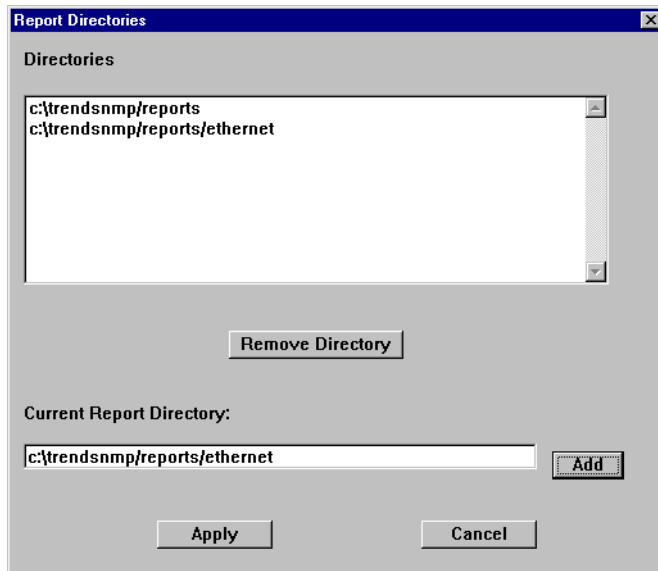 Report Directories
Directories
c:\trendsnmp/reports
c:\trendsnmp/reports/ethernet
Remove Directory
Current Report Directory:
c:\trendsnmp/reports/ethernet
Add
Apply
Cancel